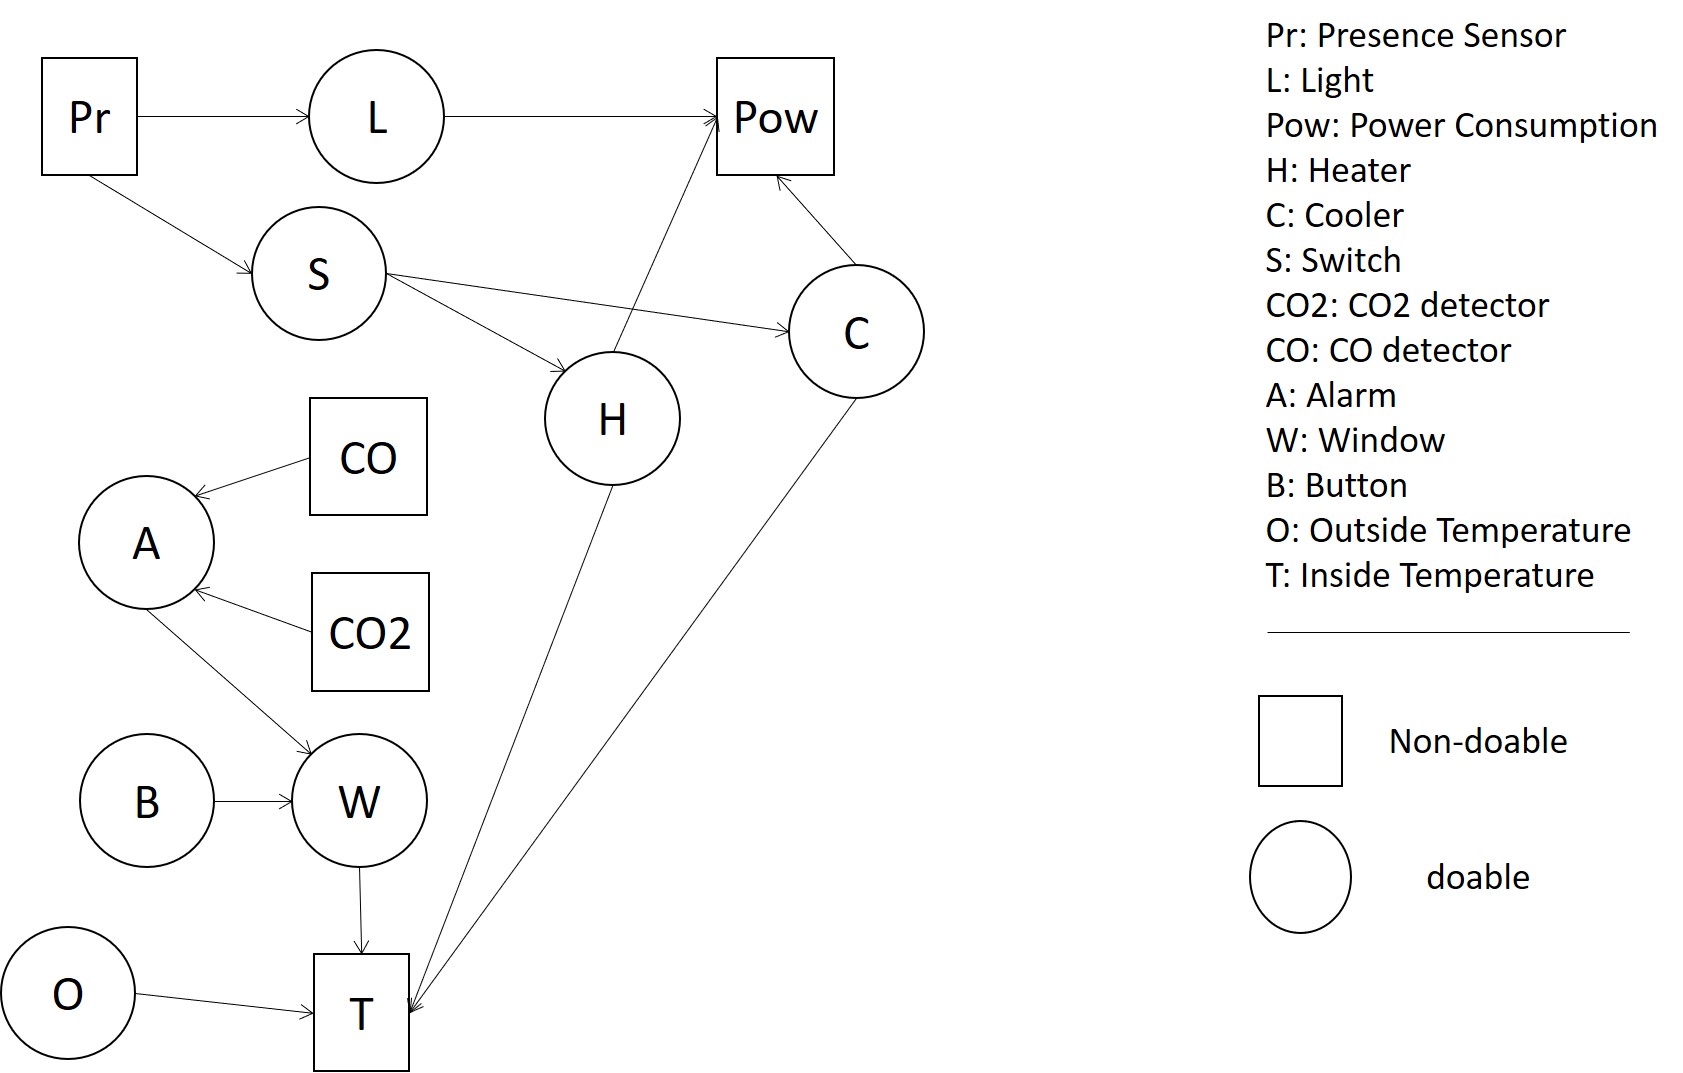 Pr
L
Pow
S
C
H
CO
A
CO2
B
W
O
T
Pr: Presence Sensor
L: Light
Pow: Power Consumption
H: Heater
C: Cooler
S: Switch
CO2: CO2 detector
CO: CO detector
A: Alarm
W: Window
B: Button
O: Outside Temperature
T: Inside Temperature
Non-doable
doable